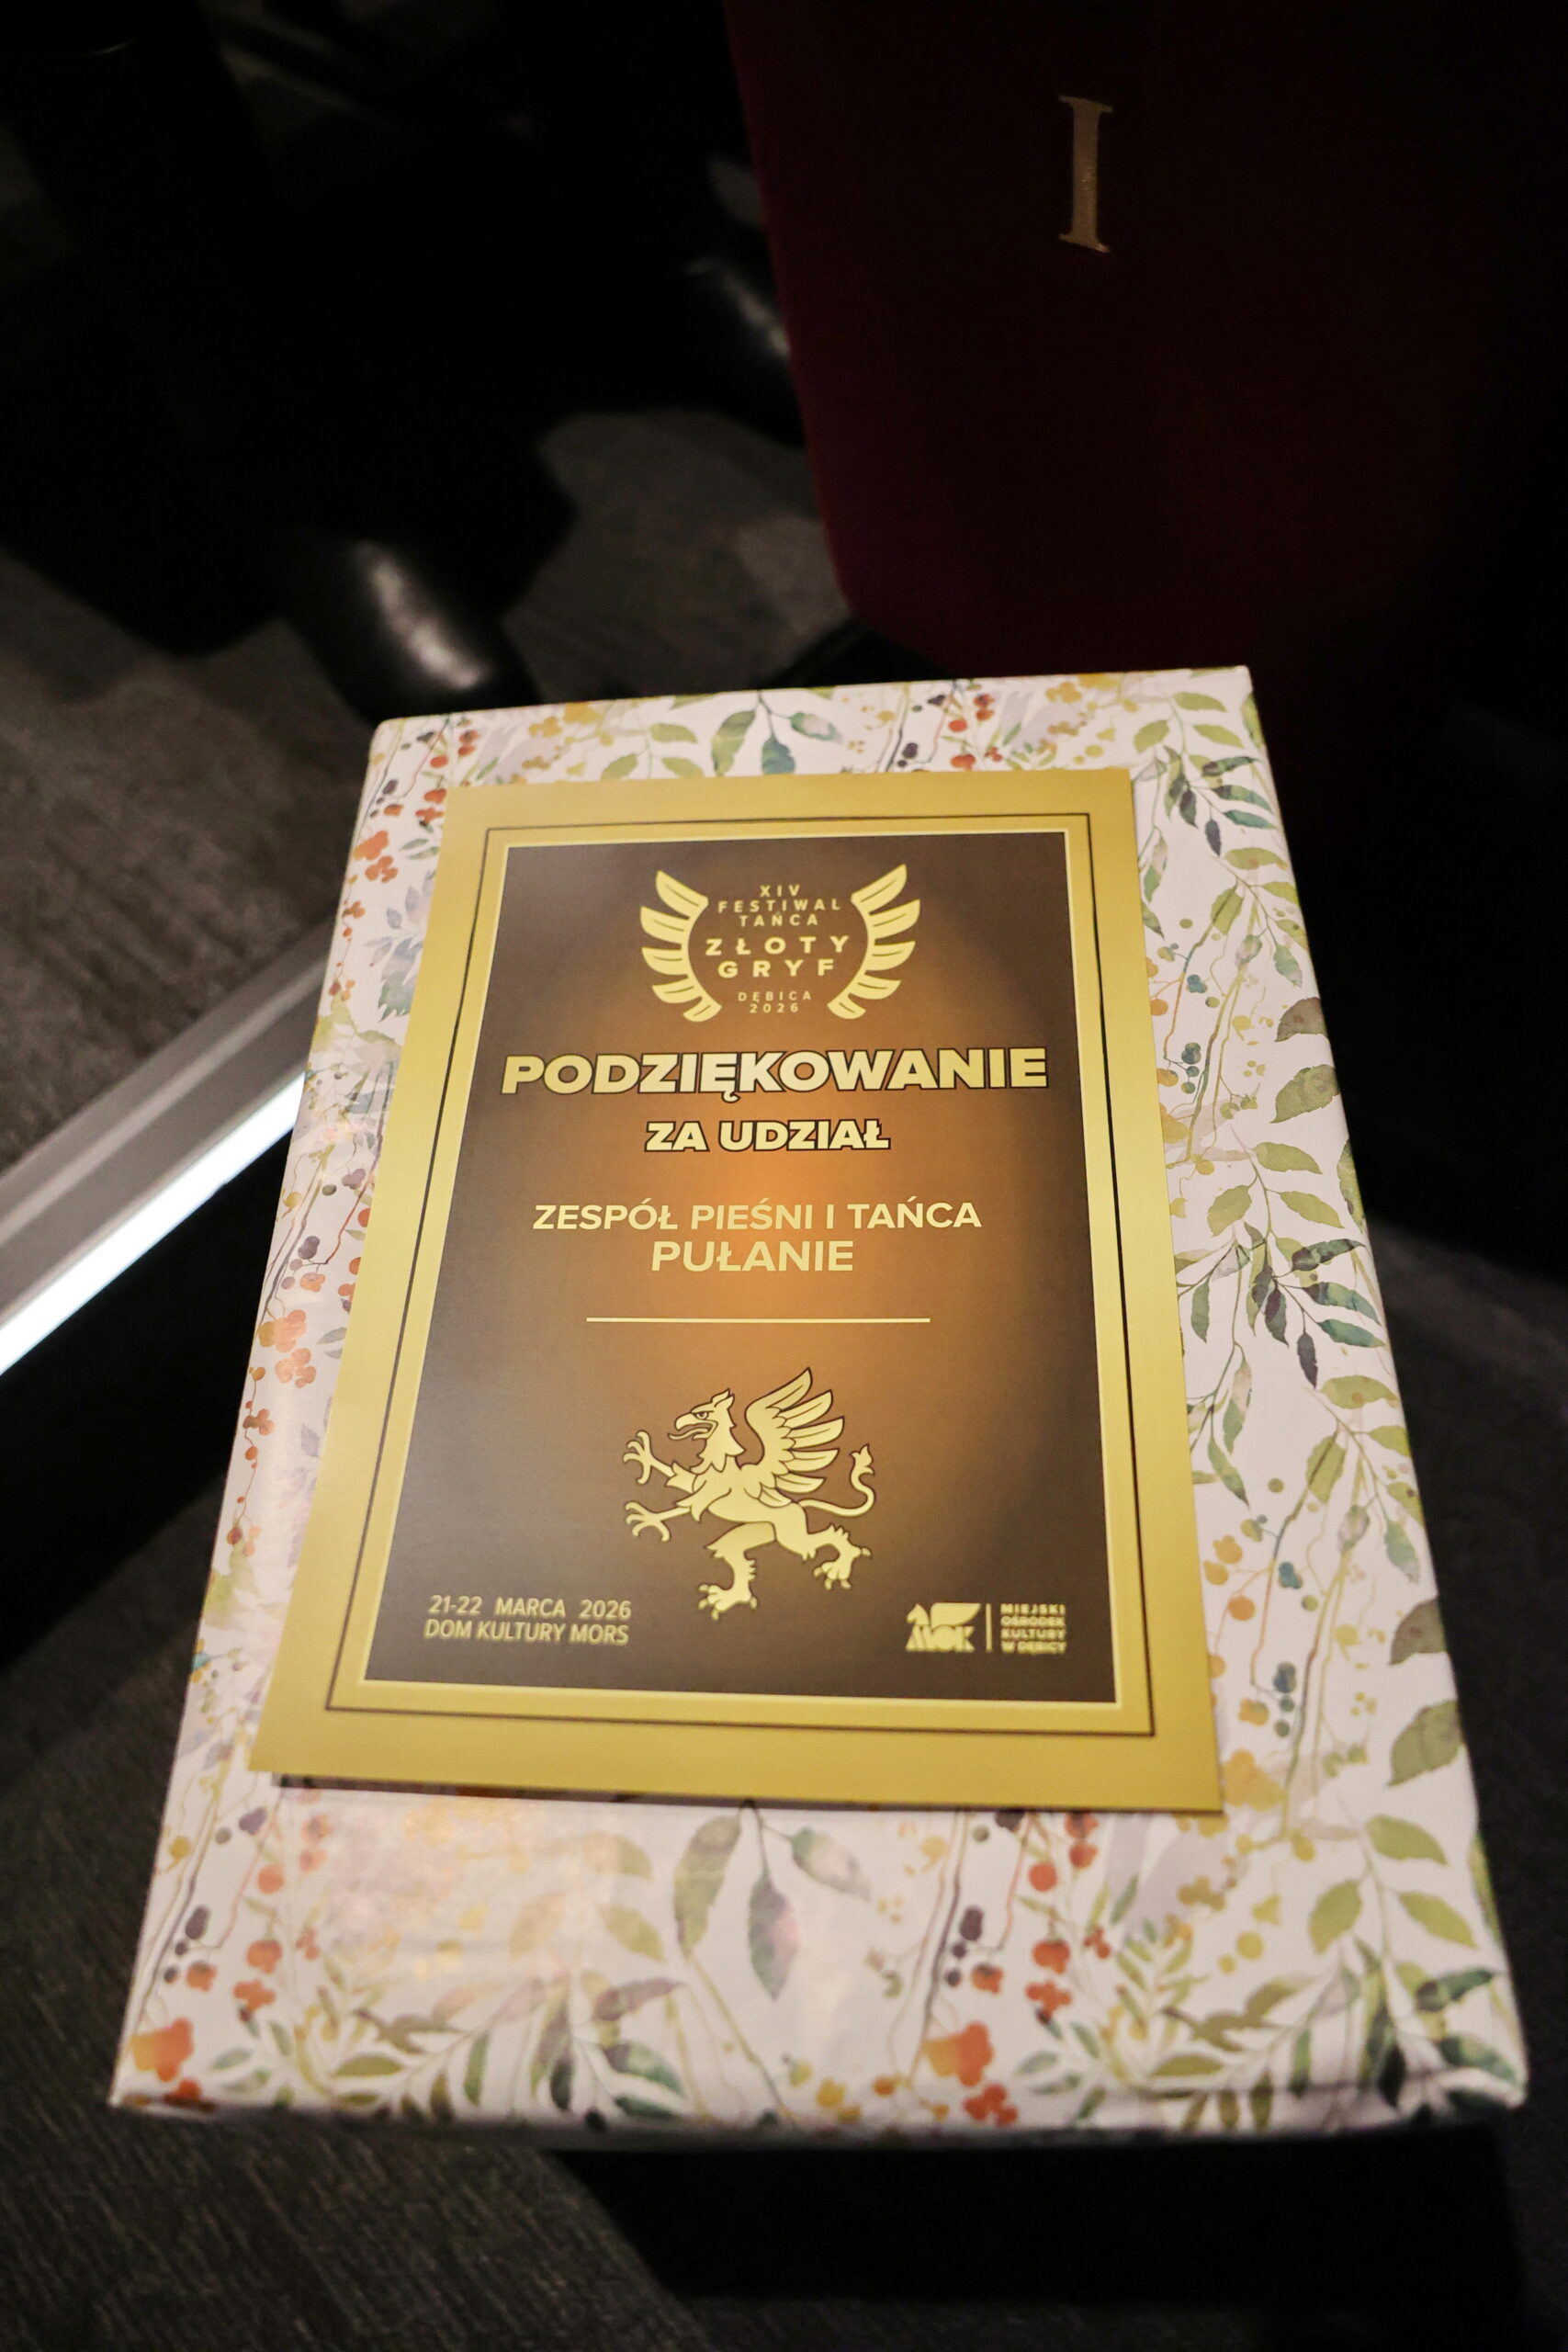 I
XIV
FESTIWAL
TAŃCA
ZŁOTY
GRYF
DĘBICA
2026
PODZIĘKOWANIE
ZA UDZIAŁ
ZESPÓŁ PIEŚNI I TAŃCA
PUŁANIE
21-22 MARCA 2026
DOM KULTURY MORS
MOK
MIEJSKI
OŚRODEK
KULTURY
W DĘBICY